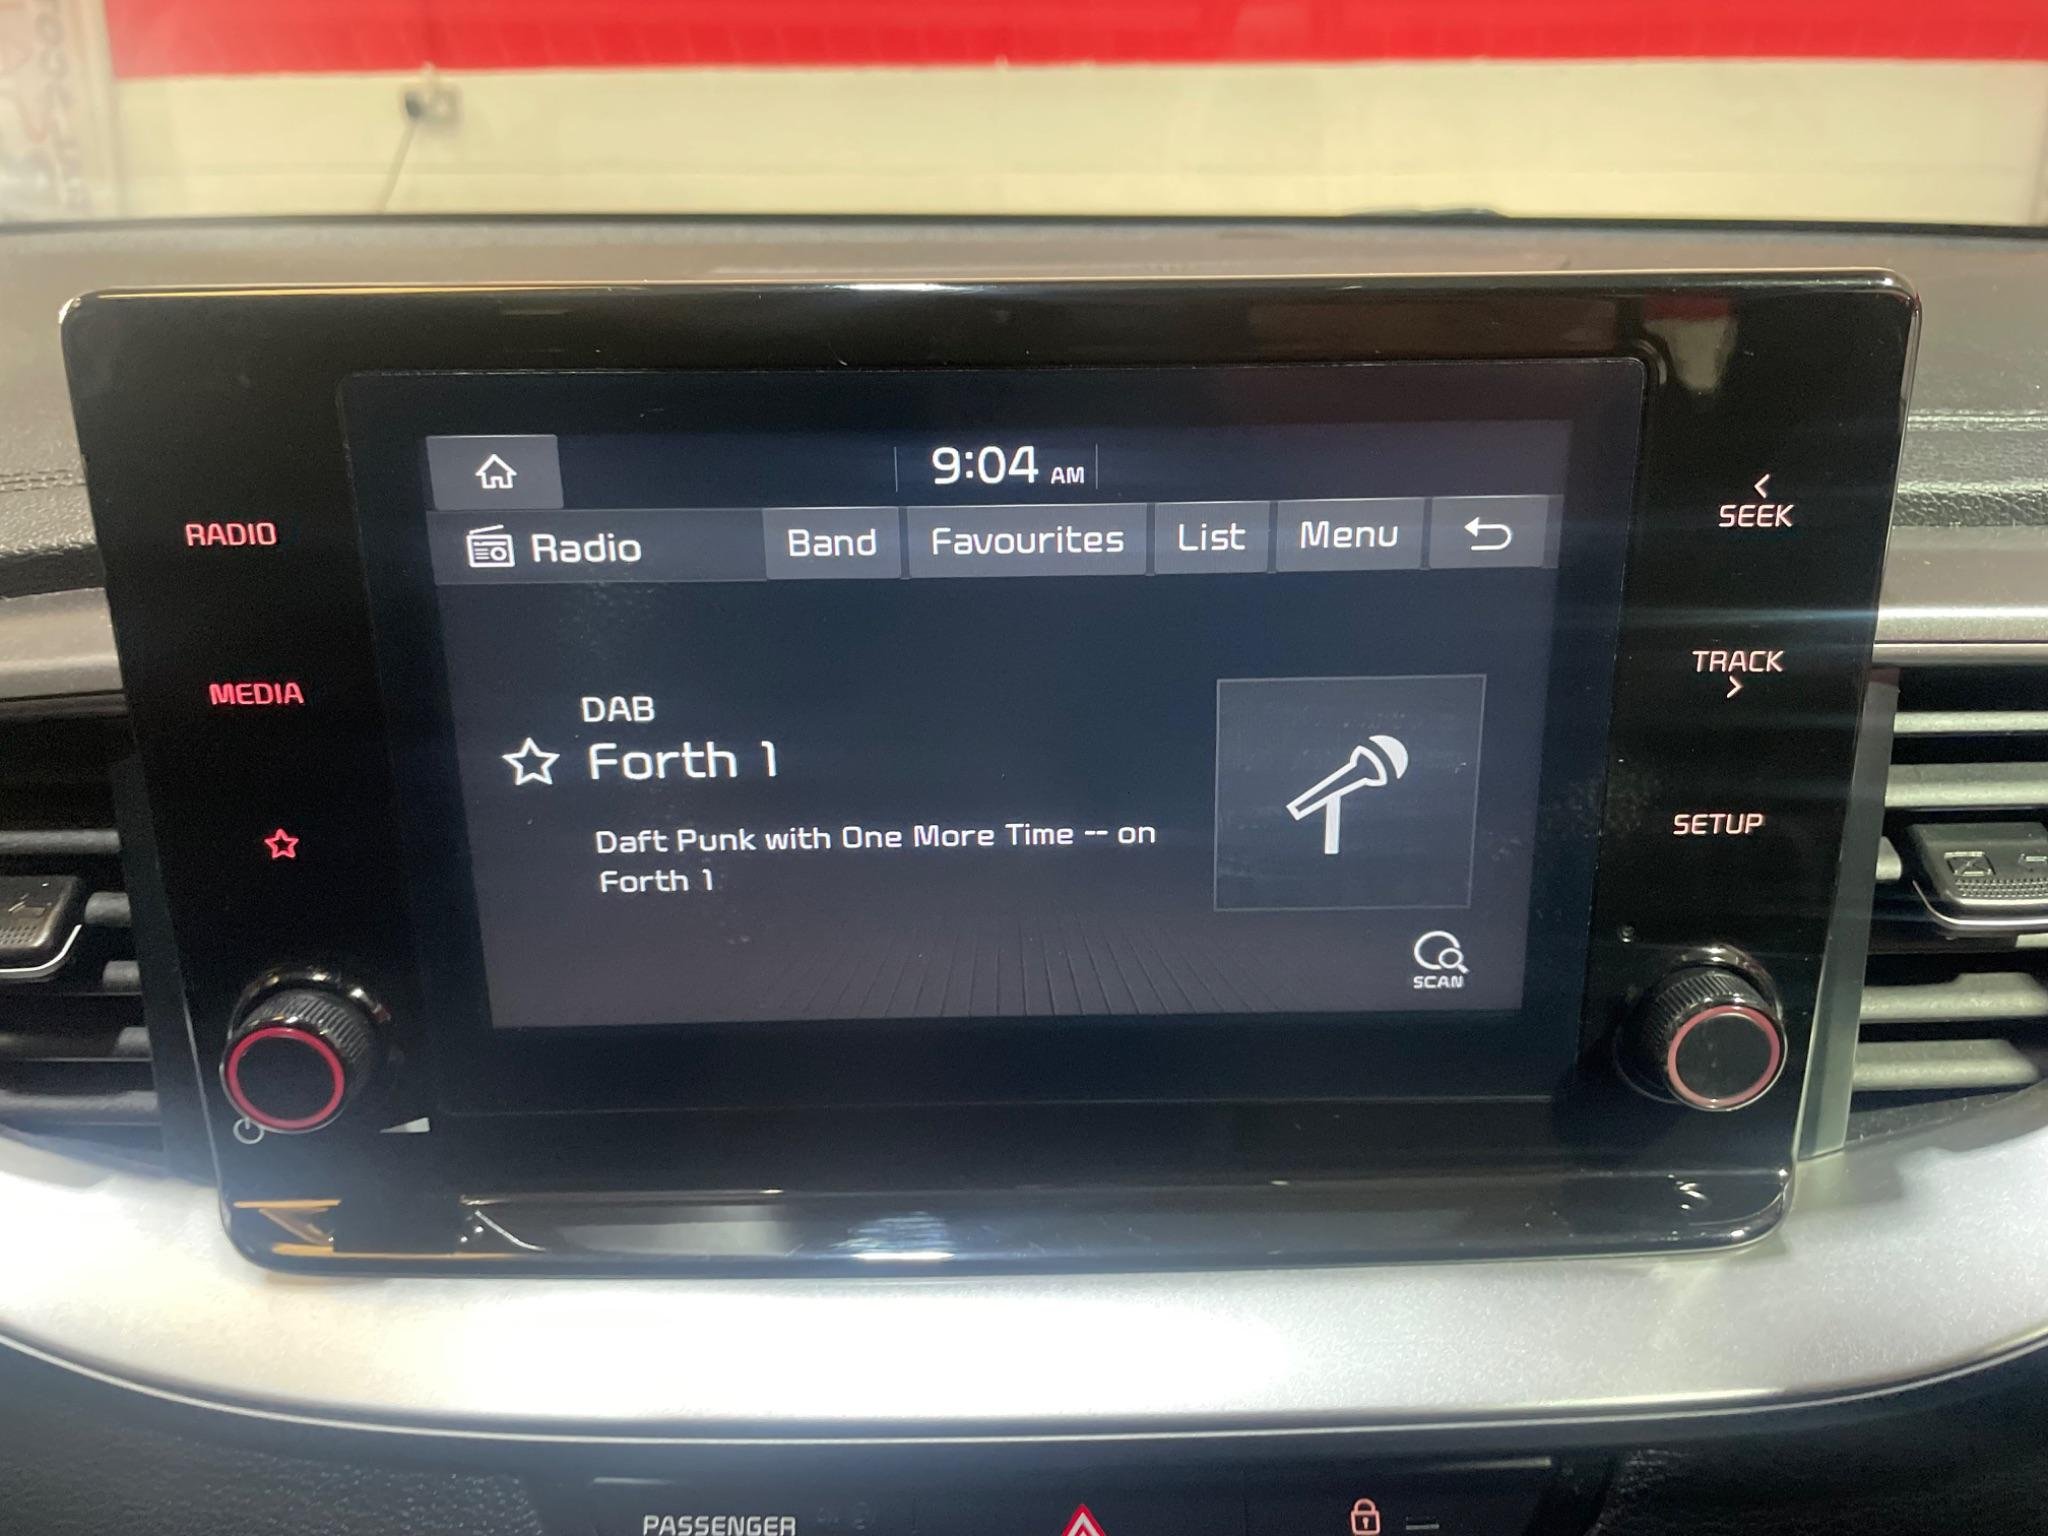 9:04 AM
RADIO
Radio
Band
Favourites
List
Menu
SEEK
MEDIA
TRACK
DAB
Forth 1
Daft Punk with One More Time -- on
Forth 1
SETUP
SCAN
PASSENGER